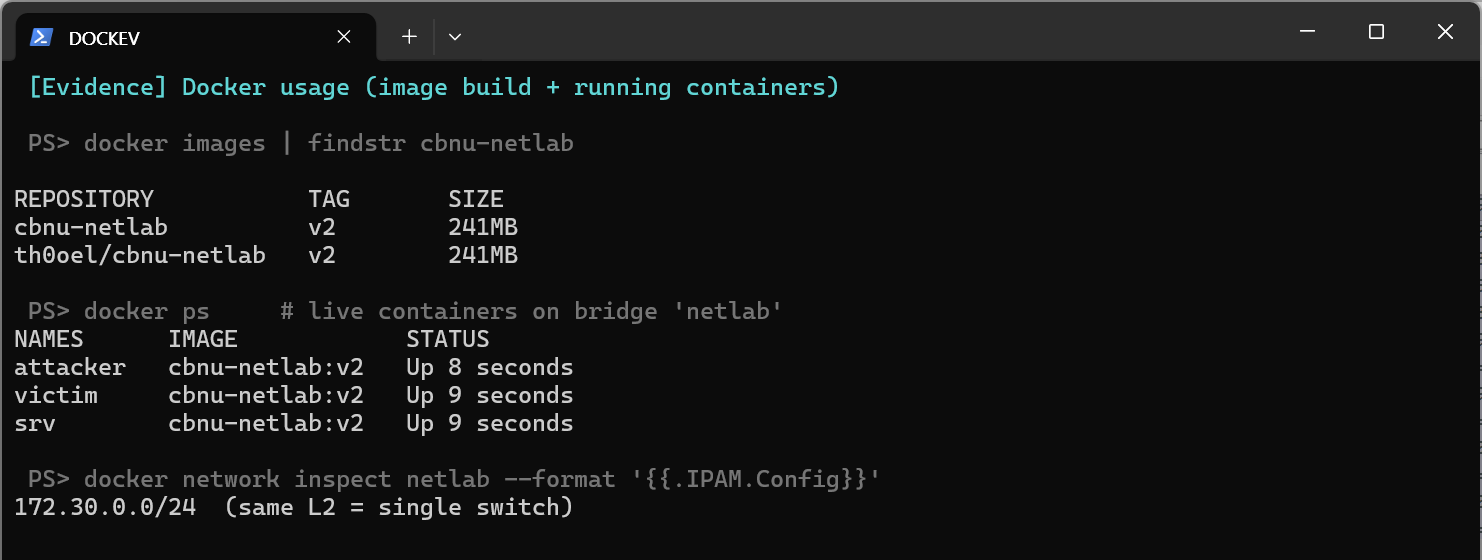 DOCKEV
[Evidence] Docker usage (image build + running containers)
PS> docker images | findstr cbnu-netlab
REPOSITORY           TAG       SIZE
cbnu-netlab          v2        241MB
th0oel/cbnu-netlab   v2        241MB
PS> docker ps     # live containers on bridge 'netlab'
NAMES      IMAGE            STATUS
attacker   cbnu-netlab:v2   Up 8 seconds
victim     cbnu-netlab:v2   Up 9 seconds
srv        cbnu-netlab:v2   Up 9 seconds
PS> docker network inspect netlab --format '{{.IPAM.Config}}'
172.30.0.0/24  (same L2 = single switch)